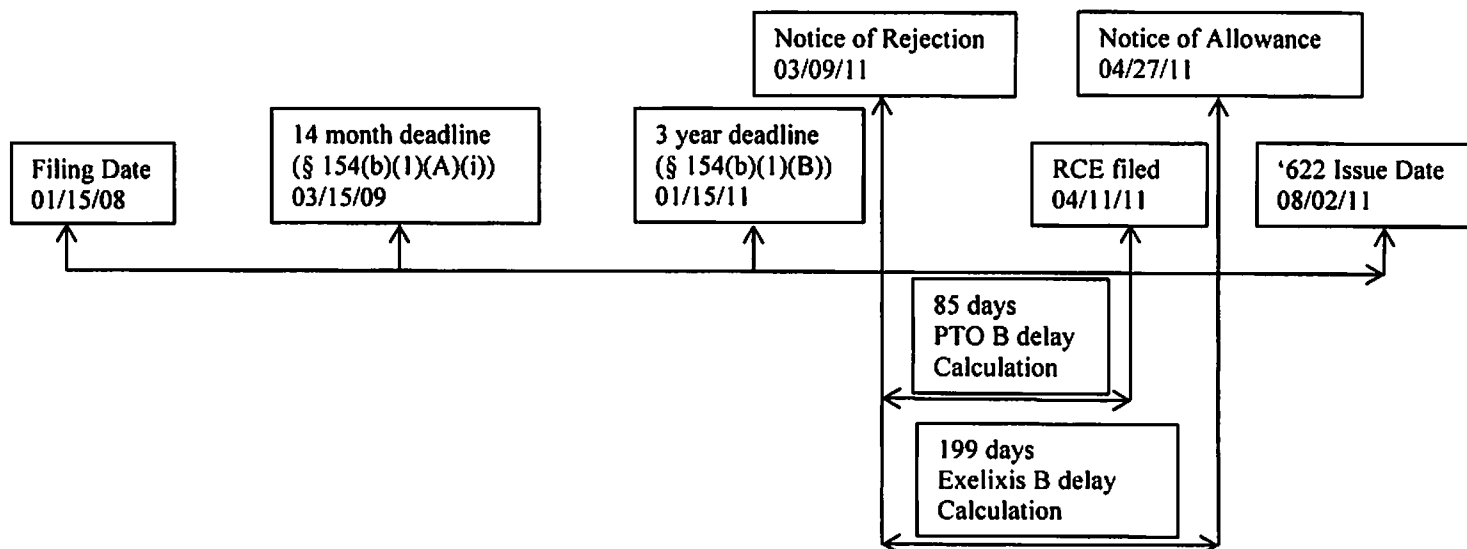 Notice of Rejection
03/09/11
Notice of Allowance
04/27/11
Filing Date
01/15/08
14 month deadline
(§ 154(b)(1)(A)(i))
03/15/09
3 year deadline
(§ 154(b)(1)(B))
01/15/11
RCE filed
04/11/11
‘622 Issue Date
08/02/11
85 days
PTO B delay
Calculation
199 days
Exelixis B delay
Calculation